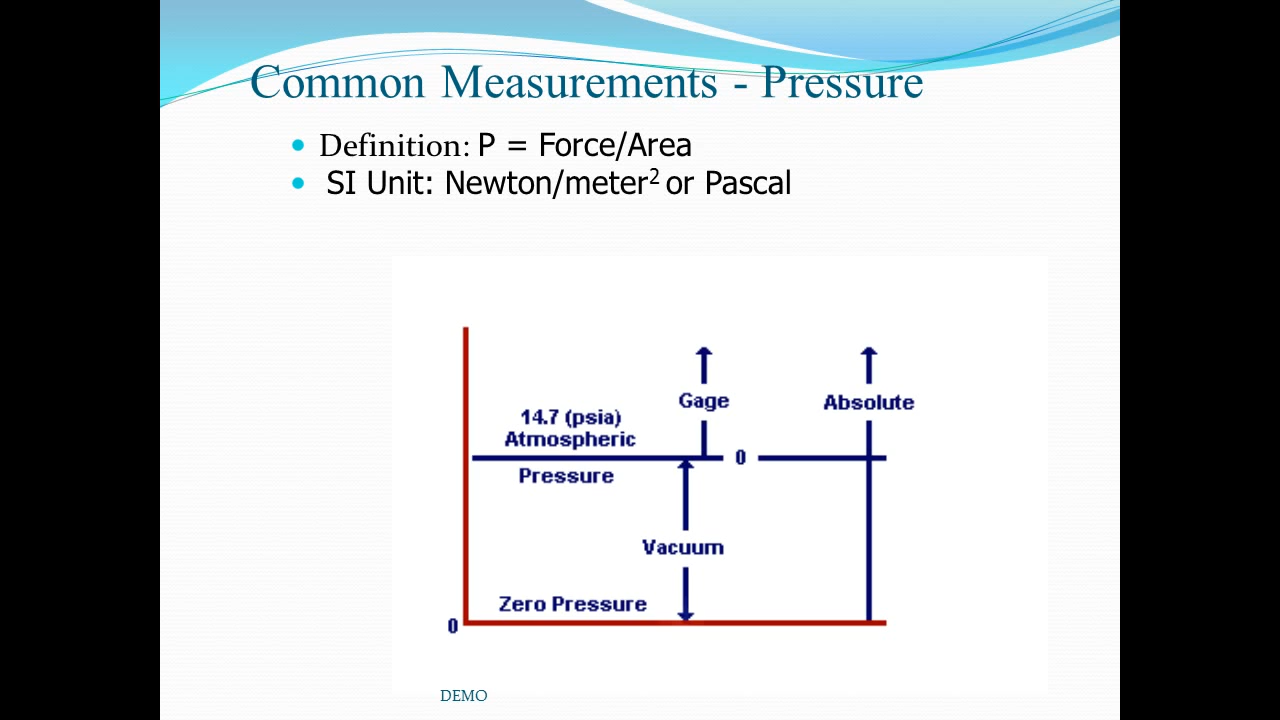 Common Measurements - Pressure
Definition: P = Force/Area
SI Unit: Newton/meter² or Pascal
Gage
Absolute
14.7 (psia)
Atmospheric
0
Pressure
Vacuum
Zero Pressure
0
DEMO